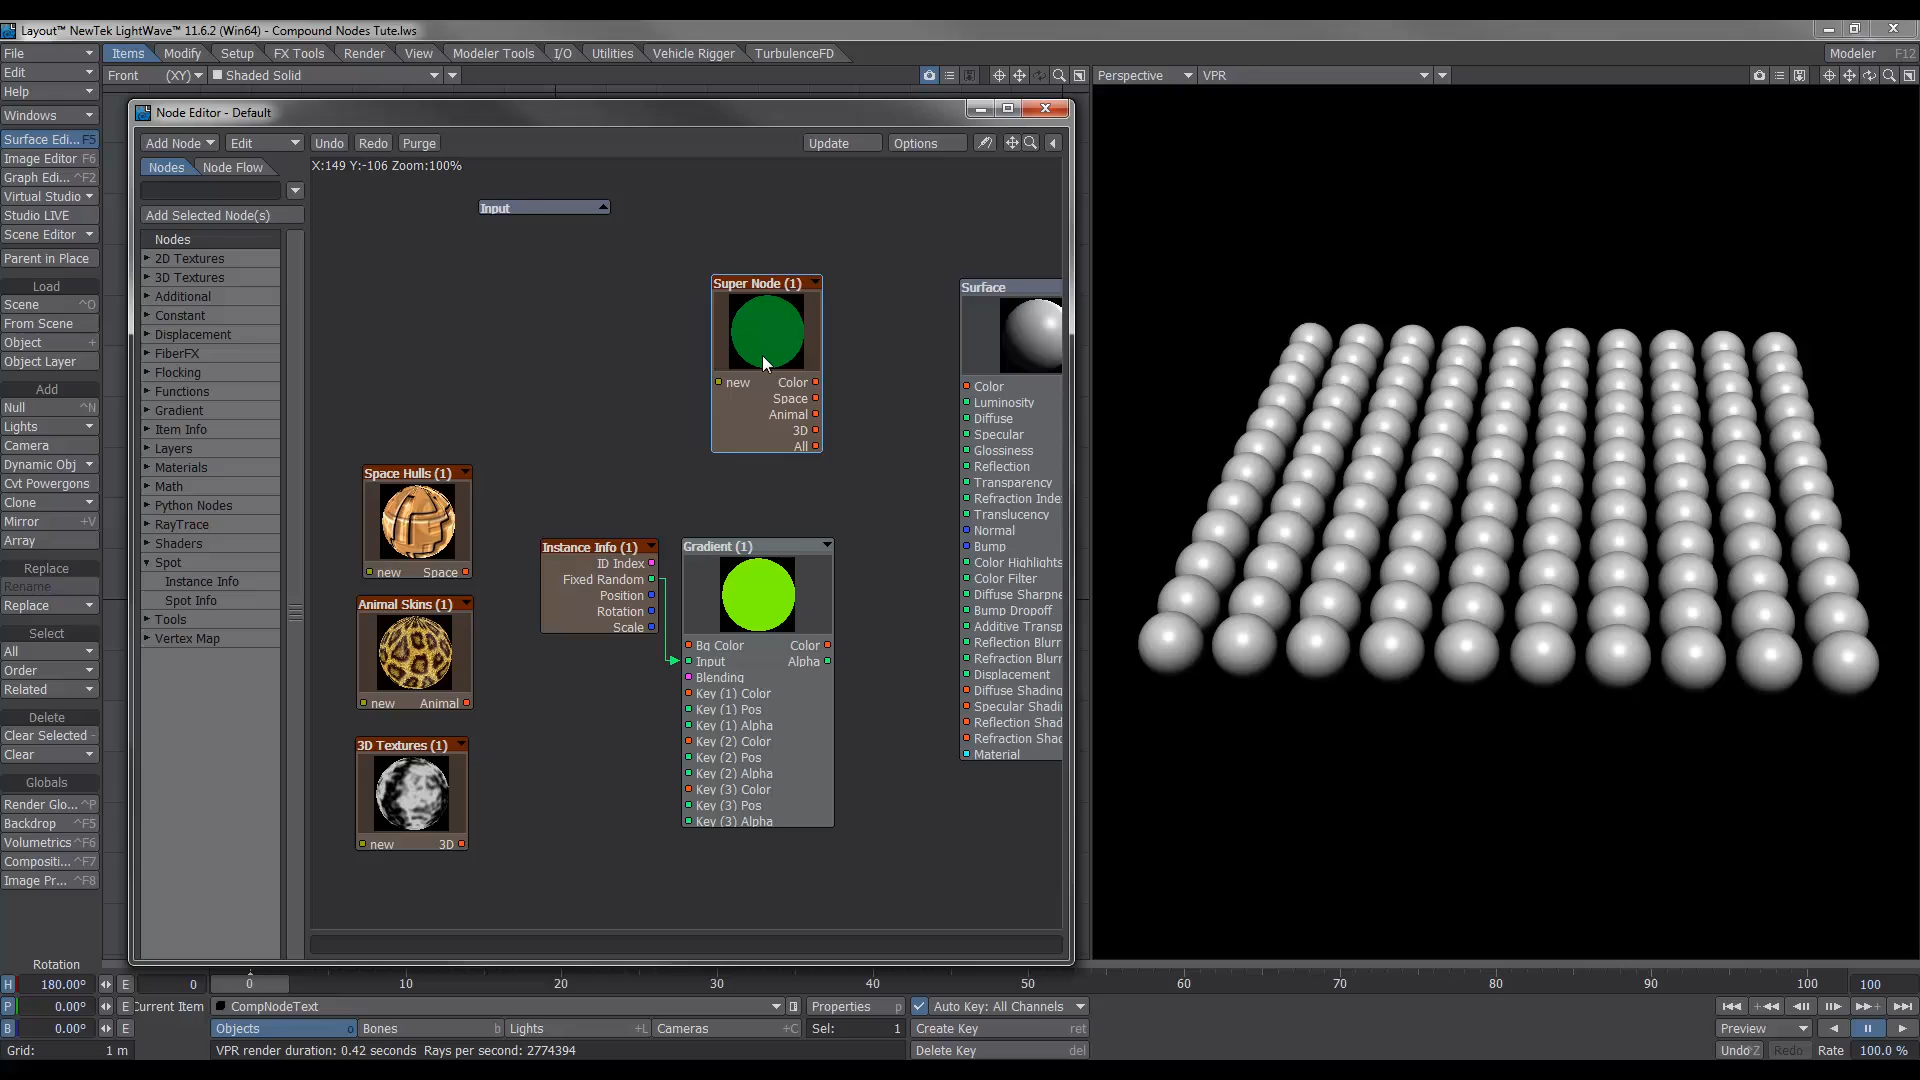 Layout™ NewTek LightWave™ 11.6.2 (Win64) - Compound Nodes Tute.lws
File Items Modify Setup FX Tools Render View Modeler Tools I/O Utilities Vehicle Rigger TurbulenceFD Modeler F12
Edit Front (XY) Shaded Solid Perspective VPR
Help
Windows
Surface Edi... F5
Image Editor F6
Graph Edi... ^F2
Virtual Studio
Studio LIVE
Scene Editor
Parent in Place
Load
Scene ^O
From Scene
Object +
Object Layer
Add
Null ^N
Lights
Camera
Dynamic Obj
Cvt Powergons
Clone
Mirror +V
Array
Replace
Rename
Replace
Select
All
Order
Related
Delete
Clear Selected -
Clear
Globals
Render Glo... ^P
Backdrop ^F5
Volumetrics ^F6
Compositi... ^F7
Image Pr... ^F8
Node Editor - Default
Add Node Edit Undo Redo Purge Update Options
Nodes Node Flow
X:149 Y:-106 Zoom:100%
Add Selected Node(s)
Nodes
2D Textures
3D Textures
Additional
Constant
Displacement
FiberFX
Flocking
Functions
Gradient
Item Info
Layers
Materials
Math
Python Nodes
RayTrace
Shaders
Spot
Instance Info
Spot Info
Tools
Vertex Map
Input
Super Node (1)
new Color
Space
Animal
3D
All
Space Hulls (1)
new Space
Animal Skins (1)
new Animal
3D Textures (1)
new 3D
Instance Info (1)
ID Index
Fixed Random
Position
Rotation
Scale
Gradient (1)
Bg Color Color
Input Alpha
Blending
Key (1) Color
Key (1) Pos
Key (1) Alpha
Key (2) Color
Key (2) Pos
Key (2) Alpha
Key (3) Color
Key (3) Pos
Key (3) Alpha
Surface
Color
Luminosity
Diffuse
Specular
Glossiness
Reflection
Transparency
Refraction Inde
Translucency
Normal
Bump
Color Highlights
Color Filter
Diffuse Sharpne
Bump Dropoff
Additive Transp
Reflection Blurr
Refraction Blurr
Displacement
Diffuse Shading
Specular Shadi
Reflection Shad
Refraction Shad
Material
Rotation
H 180.00° E 0 0 10 20 30 40 50 60 70 80 90 100 100
P 0.00° E Current Item CompNodeText Properties p Auto Key: All Channels
B 0.00° E Objects o Bones b Lights +L Cameras +C Sel: 1 Create Key ret Preview
Grid: 1 m VPR render duration: 0.42 seconds Rays per second: 2774394 Delete Key del Undo ^Z Redo Rate 100.0 %